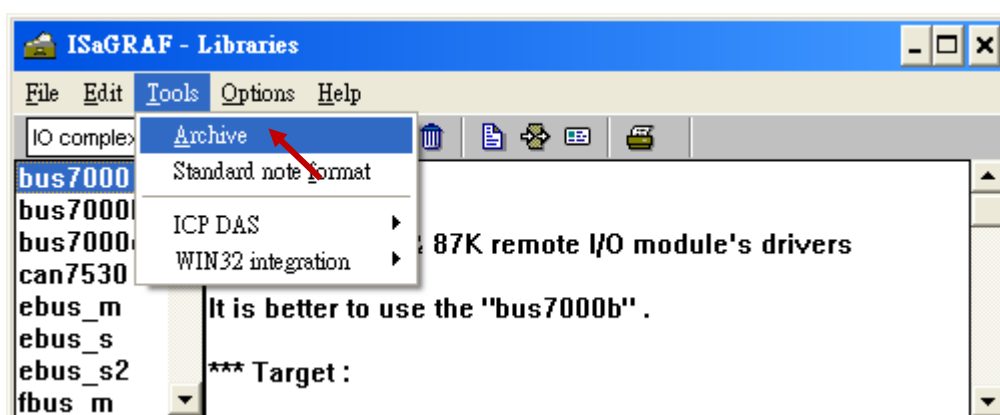 ISaGRAF - Libraries
File Edit Tools Options Help
IO complex
Archive
Standard note format
ICP DAS
WIN32 integration
bus7000
bus7000
bus7000
can7530
ebus_m
ebus_s
ebus_s2
fbus_m
& 87K remote I/O module's drivers
It is better to use the "bus7000b" .
*** Target :